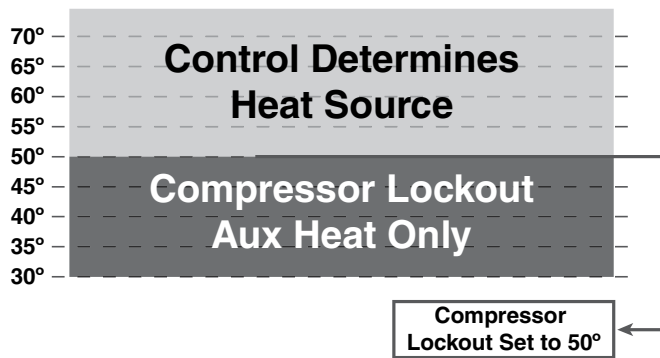 70º
65º
60º
55º
50º
45º
40º
35º
30º
Control Determines
Heat Source
Compressor Lockout
Aux Heat Only
Compressor
Lockout Set to 50º